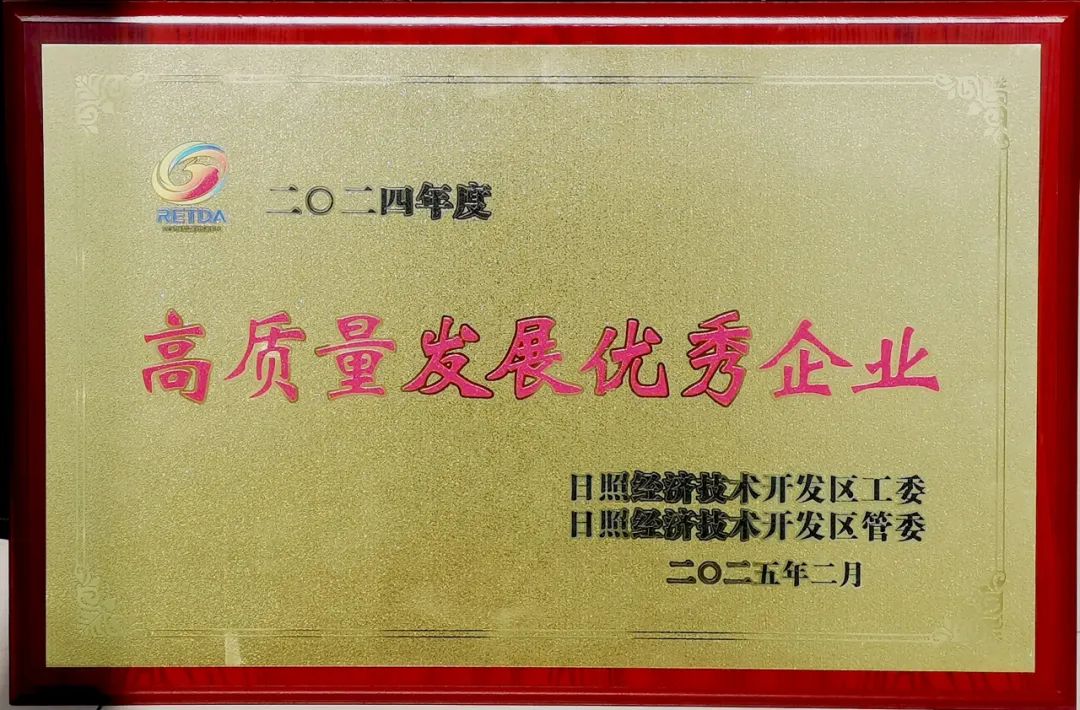 RETDA
二〇二四年度
高质量发展优秀企业
日照经济技术开发区工委
日照经济技术开发区管委
二〇二五年二月